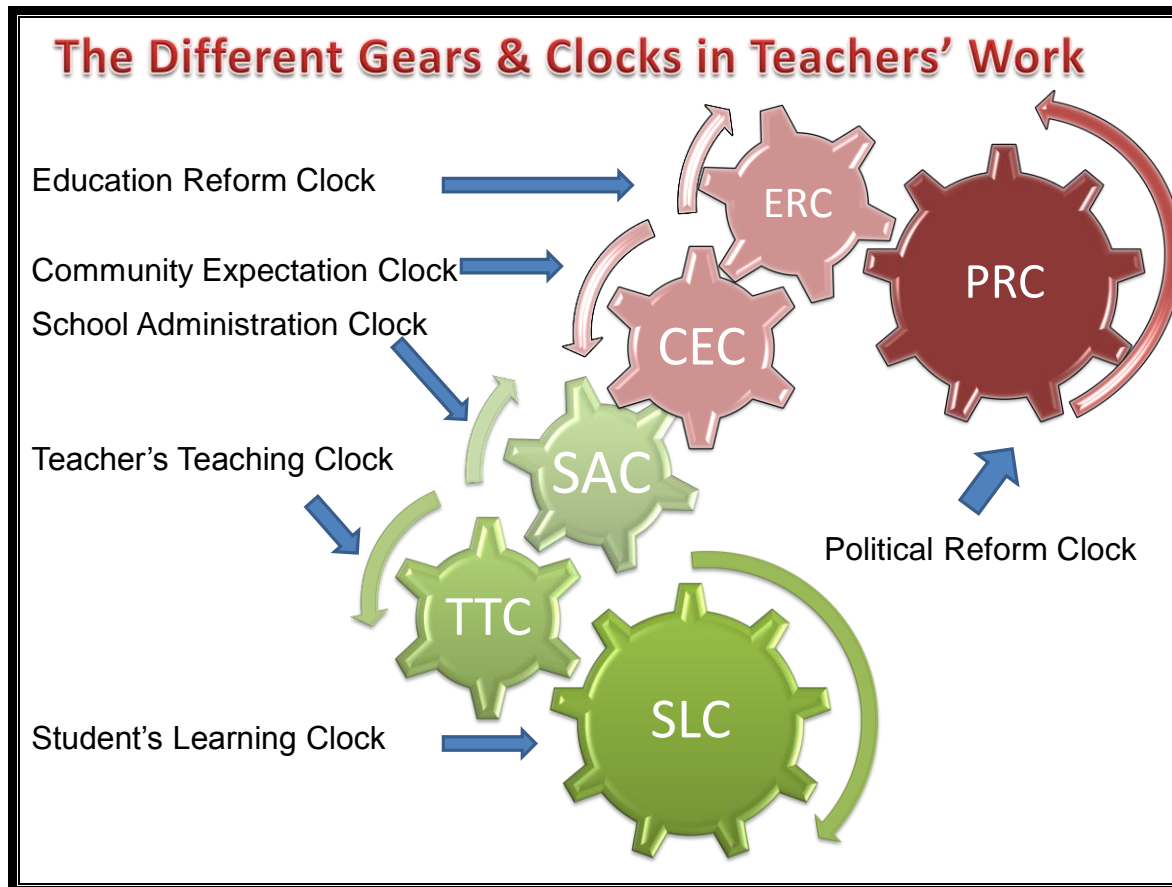 The Different Gears & Clocks in Teachers’ Work
Education Reform Clock
ERC
PRC
Community Expectation Clock
School Administration Clock
CEC
Teacher’s Teaching Clock
SAC
Political Reform Clock
TTC
SLC
Student’s Learning Clock